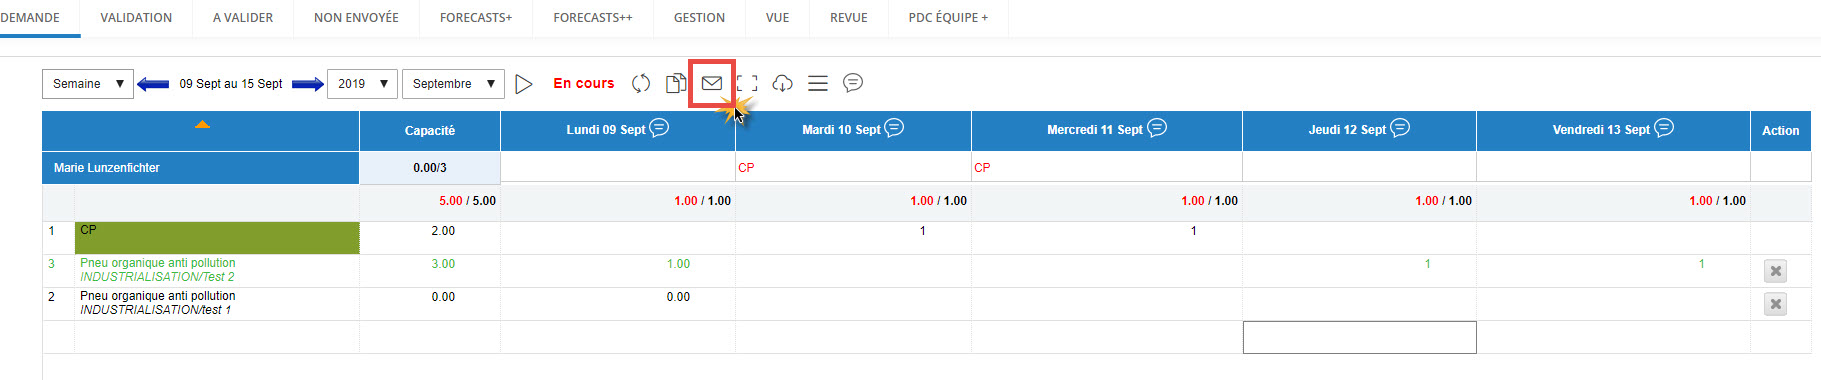 DEMANDE VALIDATION A VALIDER NON ENVOYÉE FORECASTS+ FORECASTS++ GESTION VUE REVUE PDC ÉQUIPE +
Semaine 09 Sept au 15 Sept 2019 Septembre En cours
Capacité Lundi 09 Sept Mardi 10 Sept Mercredi 11 Sept Jeudi 12 Sept Vendredi 13 Sept Action
Marie Lunzenfichter 0.00/3 CP CP
5.00 / 5.00 1.00 / 1.00 1.00 / 1.00 1.00 / 1.00 1.00 / 1.00 1.00 / 1.00
1 CP 2.00 1 1
3 Pneu organique anti pollution 3.00 1.00 1 1
INDUSTRIALISATION/Test 2
2 Pneu organique anti pollution 0.00 0.00
INDUSTRIALISATION/test 1